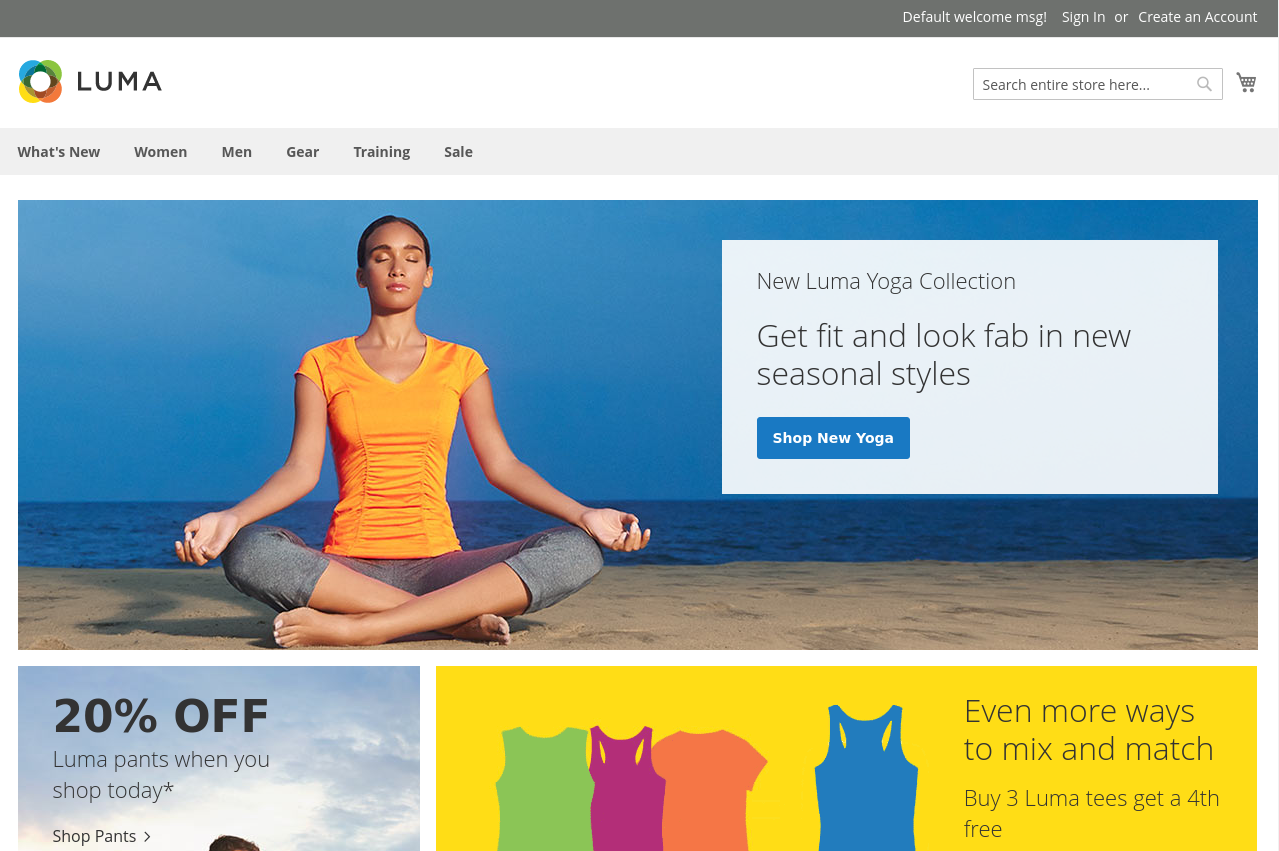 Default welcome msg! Sign In or Create an Account
LUMA
Search entire store here...
What's New Women Men Gear Training Sale
New Luma Yoga Collection
Get fit and look fab in new
seasonal styles
Shop New Yoga
20% OFF
Luma pants when you
shop today*
Shop Pants
Even more ways
to mix and match
Buy 3 Luma tees get a 4th
free